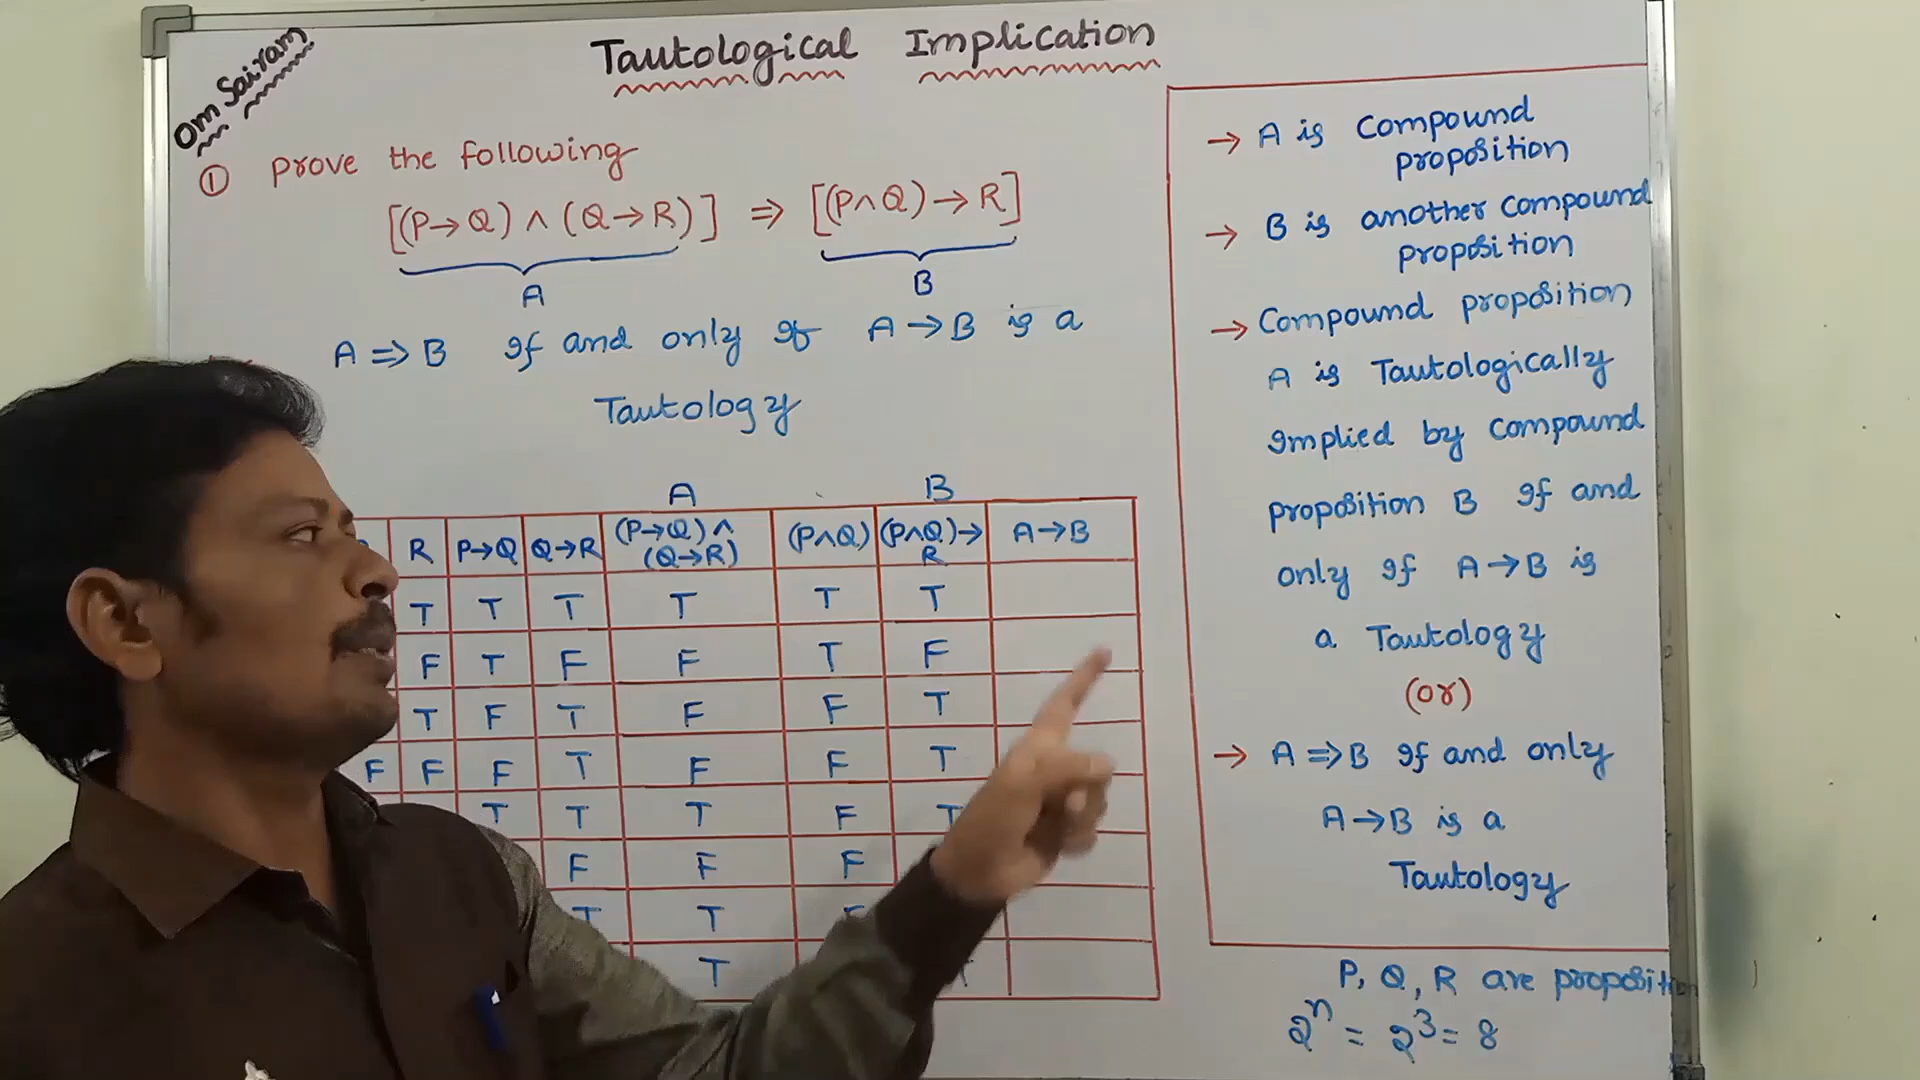 Om Sairam
Tautological Implication
① Prove the following
[(P→Q) ∧ (Q→R)] ⇒ [(P∧Q)→R]
A B
A ⇒ B If and only If A→B is a
Tautology
A B
R P→Q Q→R (P→Q)∧ (P∧Q) (P∧Q)→ A→B
(Q→R) R
T T T T T T
F T F F T F
T F T F F T
F F F T F F T
T T T F T
F F F
T T
T
→ A is Compound
proposition
→ B is another Compound
proposition
→ Compound proposition
A is Tautologically
Implied by Compound
proposition B If and
only If A→B is
a Tautology
(or)
→ A ⇒ B If and only
A→B is a
Tautology
P, Q, R are
2ⁿ = 2³ = 8